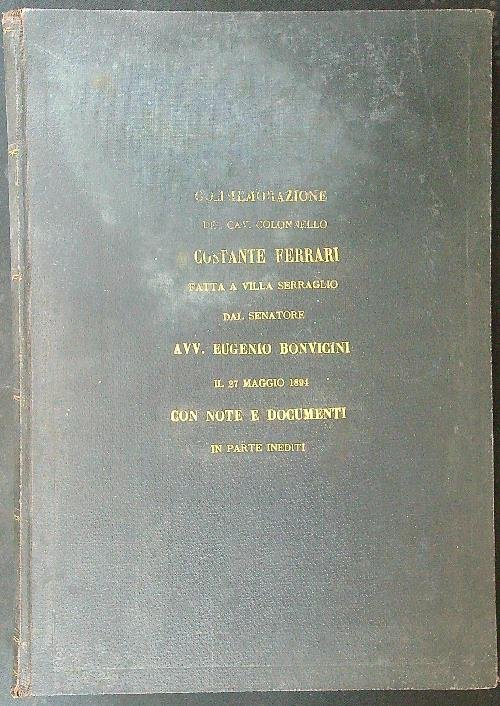 COMMEMORAZIONE
DEL CAV. COLONNELLO
COSTANTE FERRARI
FATTA A VILLA SERRAGLIO
DAL SENATORE
AVV. EUGENIO BONVICINI
IL 27 MAGGIO 1894
CON NOTE E DOCUMENTI
IN PARTE INEDITI